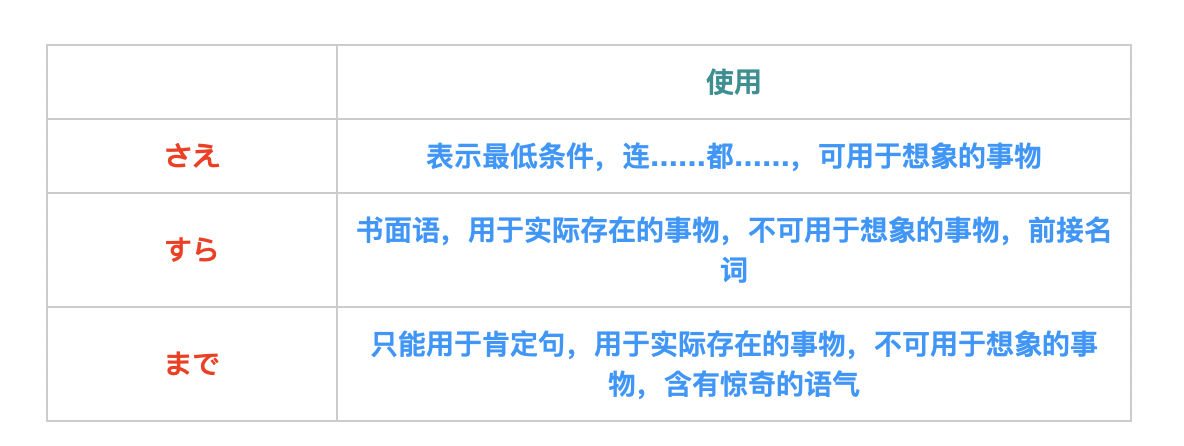 使用
さえ
表示最低条件，连……都……，可用于想象的事物
すら
书面语，用于实际存在的事物，不可用于想象的事物，前接名
词
まで
只能用于肯定句，用于实际存在的事物，不可用于想象的事
物，含有惊奇的语气